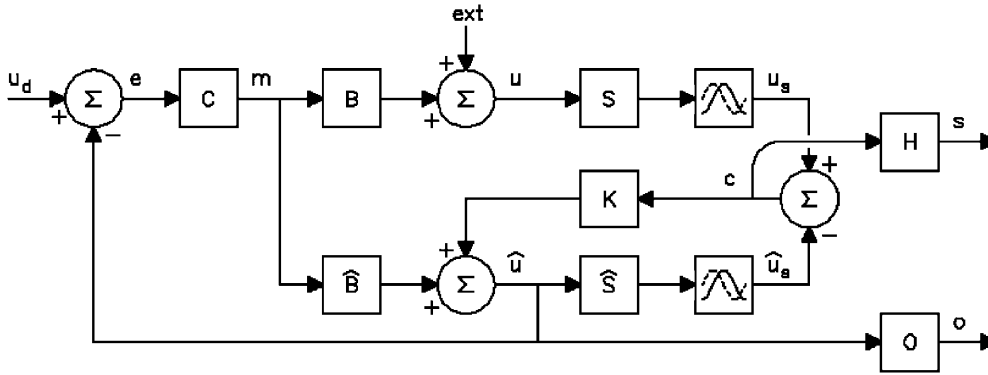 ext
u_d e m u u_s
Σ C B Σ S
+ − + + +
c H s
K Σ
+ −
B̂ Σ û Ŝ û_s
+ +
O o